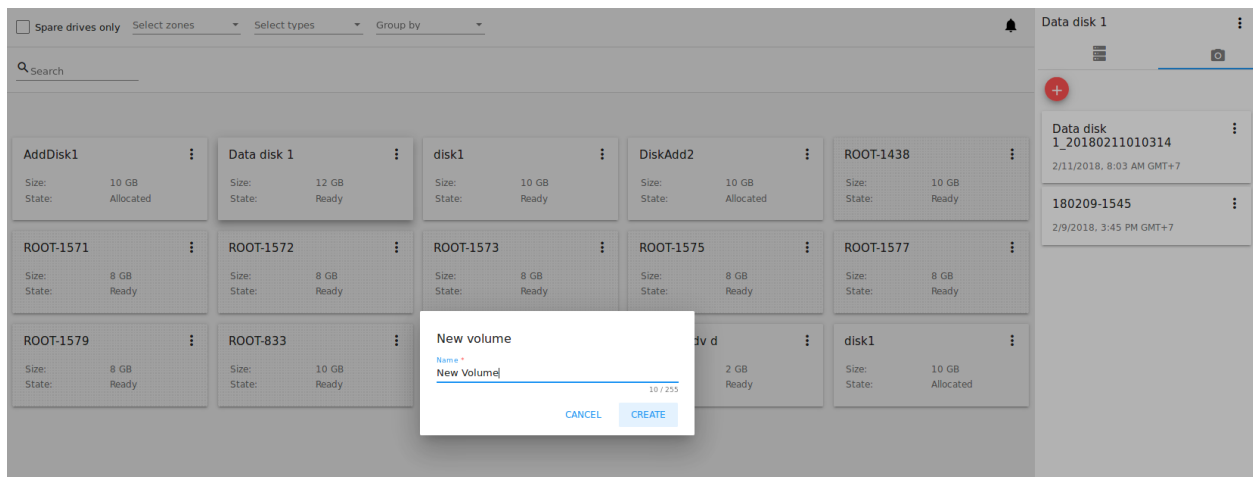 Spare drives only Select zones Select types Group by
Search
AddDisk1
Size: 10 GB
State: Allocated
Data disk 1
Size: 12 GB
State: Ready
disk1
Size: 10 GB
State: Ready
DiskAdd2
Size: 10 GB
State: Allocated
ROOT-1438
Size: 10 GB
State: Ready
ROOT-1571
Size: 8 GB
State: Ready
ROOT-1572
Size: 8 GB
State: Ready
ROOT-1573
Size: 8 GB
State: Ready
ROOT-1575
Size: 8 GB
State: Ready
ROOT-1577
Size: 8 GB
State: Ready
ROOT-1579
Size: 8 GB
State: Ready
ROOT-833
Size: 10 GB
State: Ready
dv d
2 GB
Ready
disk1
Size: 10 GB
State: Allocated
New volume
Name *
New Volume
10 / 255
CANCEL CREATE
Data disk 1
Data disk
1_20180211010314
2/11/2018, 8:03 AM GMT+7
180209-1545
2/9/2018, 3:45 PM GMT+7